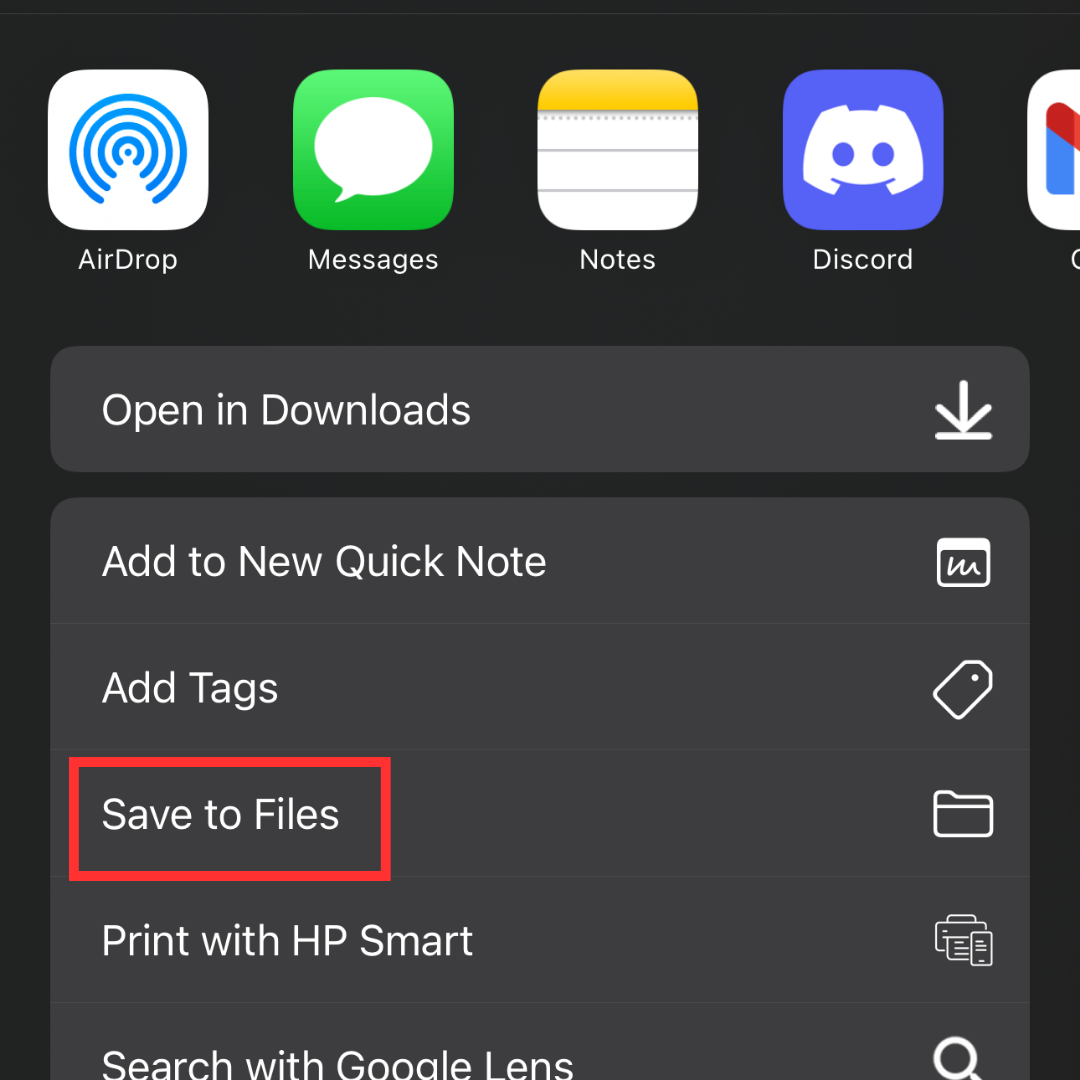 AirDrop
Messages
Notes
Discord
Open in Downloads
Add to New Quick Note
Add Tags
Save to Files
Print with HP Smart
Search with Google Lens